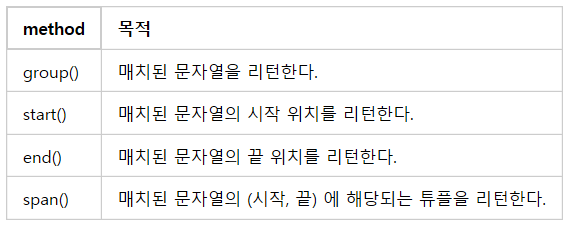 method 목적
group() 매치된 문자열을 리턴한다.
start() 매치된 문자열의 시작 위치를 리턴한다.
end() 매치된 문자열의 끝 위치를 리턴한다.
span() 매치된 문자열의 (시작, 끝) 에 해당되는 튜플을 리턴한다.